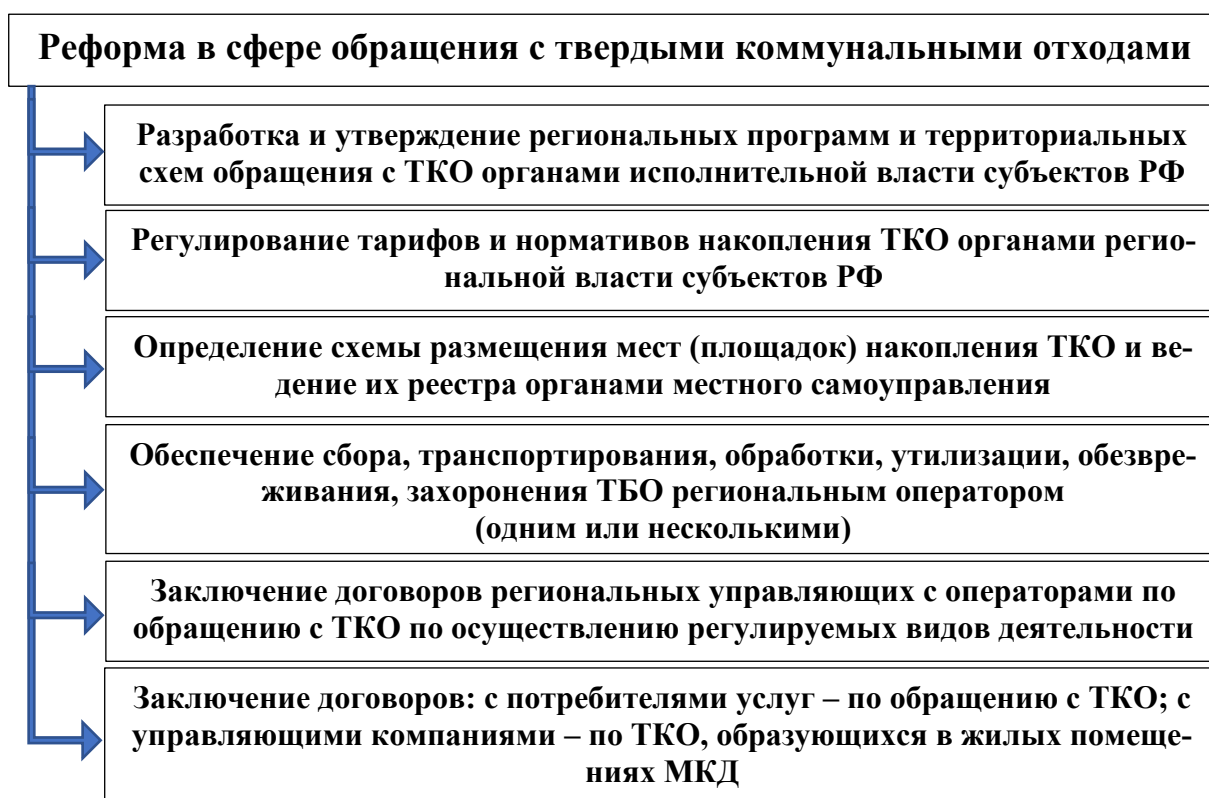 Реформа в сфере обращения с твердыми коммунальными отходами
Разработка и утверждение региональных программ и территориальных
схем обращения с ТКО органами исполнительной власти субъектов РФ
Регулирование тарифов и нормативов накопления ТКО органами регио-
нальной власти субъектов РФ
Определение схемы размещения мест (площадок) накопления ТКО и ве-
дение их реестра органами местного самоуправления
Обеспечение сбора, транспортирования, обработки, утилизации, обезвре-
живания, захоронения ТБО региональным оператором
(одним или несколькими)
Заключение договоров региональных управляющих с операторами по
обращению с ТКО по осуществлению регулируемых видов деятельности
Заключение договоров: с потребителями услуг – по обращению с ТКО; с
управляющими компаниями – по ТКО, образующихся в жилых помеще-
ниях МКД